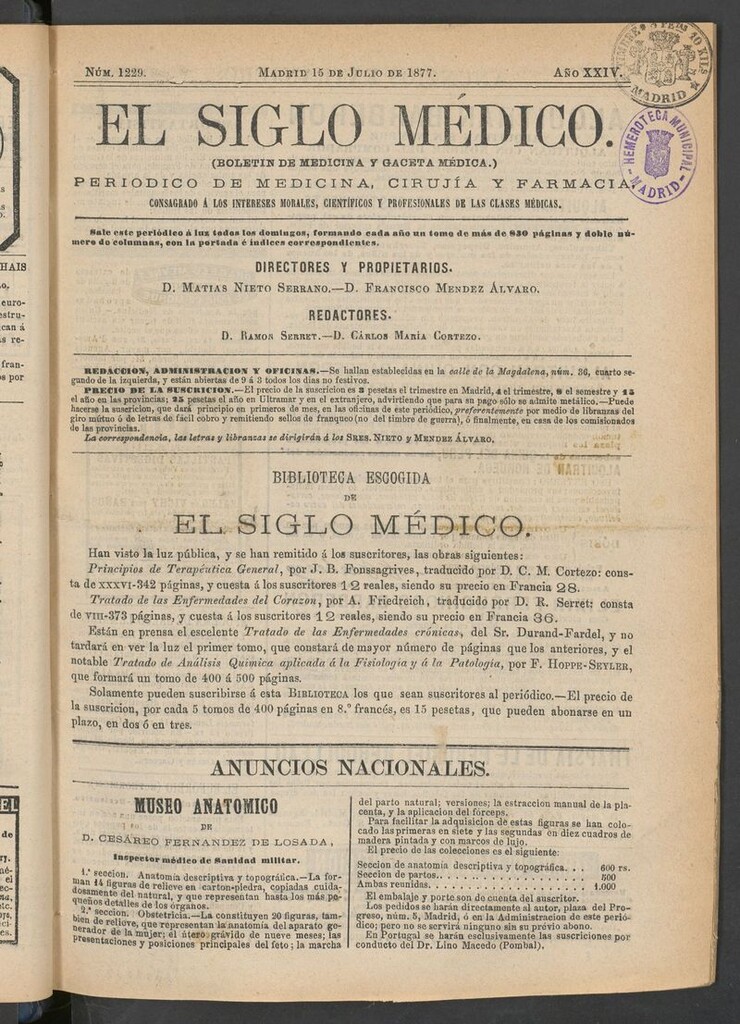 NÚM. 1229.
MADRID 15 DE JULIO DE 1877.
AÑO XXIV.
MADRID
HEMEROTECA MUNICIPAL
MADRID
EL SIGLO MÉDICO.
(BOLETIN DE MEDICINA Y GACETA MÉDICA.)
PERIODICO DE MEDICINA, CIRUJÍA Y FARMACIA,
CONSAGRADO Á LOS INTERESES MORALES, CIENTÍFICOS Y PROFESIONALES DE LAS CLASES MÉDICAS.
Sale este periódico á luz todos los domingos, formando cada año un tomo de más de 830 páginas y doble nú-
mero de columnas, con la portada é índices correspondientes.
DIRECTORES Y PROPIETARIOS.
D. MATIAS NIETO SERRANO.—D. FRANCISCO MENDEZ ÁLVARO.
REDACTORES.
D. RAMON SERRET.—D. CÁRLOS MARÍA CORTEZO.
REDACCION, ADMINISTRACION Y OFICINAS.—Se hallan establecidas en la calle de la Magdalena, núm. 36, cuarto se-
gundo de la izquierda, y están abiertas de 9 á 3 todos los dias no festivos.
PRECIO DE LA SUSCRICION.—El precio de la suscricion es 3 pesetas el trimestre en Madrid, 4 el trimestre, 8 el semestre y 15
el año en las provincias; 25 pesetas el año en Ultramar y en el extranjero, advirtiendo que para su pago sólo se admite metálico.—Puede
hacerse la suscricion, que dará principio en primeros de mes, en las oficinas de este periódico, preferentemente por medio de libranzas del
giro mútuo ó de letras de fácil cobro y remitiendo sellos de franqueo (no del timbre de guerra), ó finalmente, en casa de los comisionados
de las provincias.
La correspondencia, las letras y libranzas se dirigirán á los SRES. NIETO y MENDEZ ÁLVARO.
BIBLIOTECA ESCOGIDA
DE
EL SIGLO MÉDICO.
Han visto la luz pública, y se han remitido á los suscritores, las obras siguientes:
Principios de Terapéutica General, por J. B. Fonssagrives, traducido por D. C. M. Cortezo: cons-
ta de XXXVI-342 páginas, y cuesta á los suscritores 12 reales, siendo su precio en Francia 28.
Tratado de las Enfermedades del Corazon, por A. Friedreich, traducido por D. R. Serret: consta
de VIII-373 páginas, y cuesta á los suscritores 12 reales, siendo su precio en Francia 36.
Están en prensa el escelente Tratado de las Enfermedades crónicas, del Sr. Durand-Fardel, y no
tardará en ver la luz el primer tomo, que constará de mayor número de páginas que los anteriores, y el
notable Tratado de Análisis Química aplicada á la Fisiología y á la Patología, por F. HOPPE-SEYLER,
que formará un tomo de 400 á 500 páginas.
Solamente pueden suscribirse á esta BIBLIOTECA los que sean suscritores al periódico.—El precio de
la suscricion, por cada 5 tomos de 400 páginas en 8.º francés, es 15 pesetas, que pueden abonarse en un
plazo, en dos ó en tres.
ANUNCIOS NACIONALES.
MUSEO ANATOMICO
DE
D. CESÁREO FERNANDEZ DE LOSADA,
Inspector médico de Sanidad militar.
1.ª seccion. Anatomía descriptiva y topográfica.—La for-
man 14 figuras de relieve en carton-piedra, copiadas cuida-
dosamente del natural, y que representan hasta los más pe-
queños detalles de los órganos.
2.ª seccion. Obstetricia.—La constituyen 20 figuras, tam-
bien de relieve, que representan la anatomía del aparato ge-
nerador de la mujer; el útero grávido de nueve meses; las
presentaciones y posiciones principales del feto; la marcha
del parto natural; versiones; la estraccion manual de la pla-
centa, y la aplicacion del fórceps.
Para facilitar la adquisicion de estas figuras se han colo-
cado las primeras en siete y las segundas en diez cuadros de
madera pintada y con marcos de lujo.
El precio de las colecciones es el siguiente:
Seccion de anatomía descriptiva y topográfica. . . 600 rs.
Seccion de partos. . . 500
Ambas reunidas. . . 1.000
El embalaje y porte son de cuenta del suscritor.
Los pedidos se harán directamente al autor, plaza del Pro-
greso, núm. 5, Madrid, ó en la Administracion de este perió-
dico; pero no se servirá ninguno sin su prévio abono.
En Portugal se harán esclusivamente las suscriciones por
conducto del Dr. Lino Macedo (Pombal).